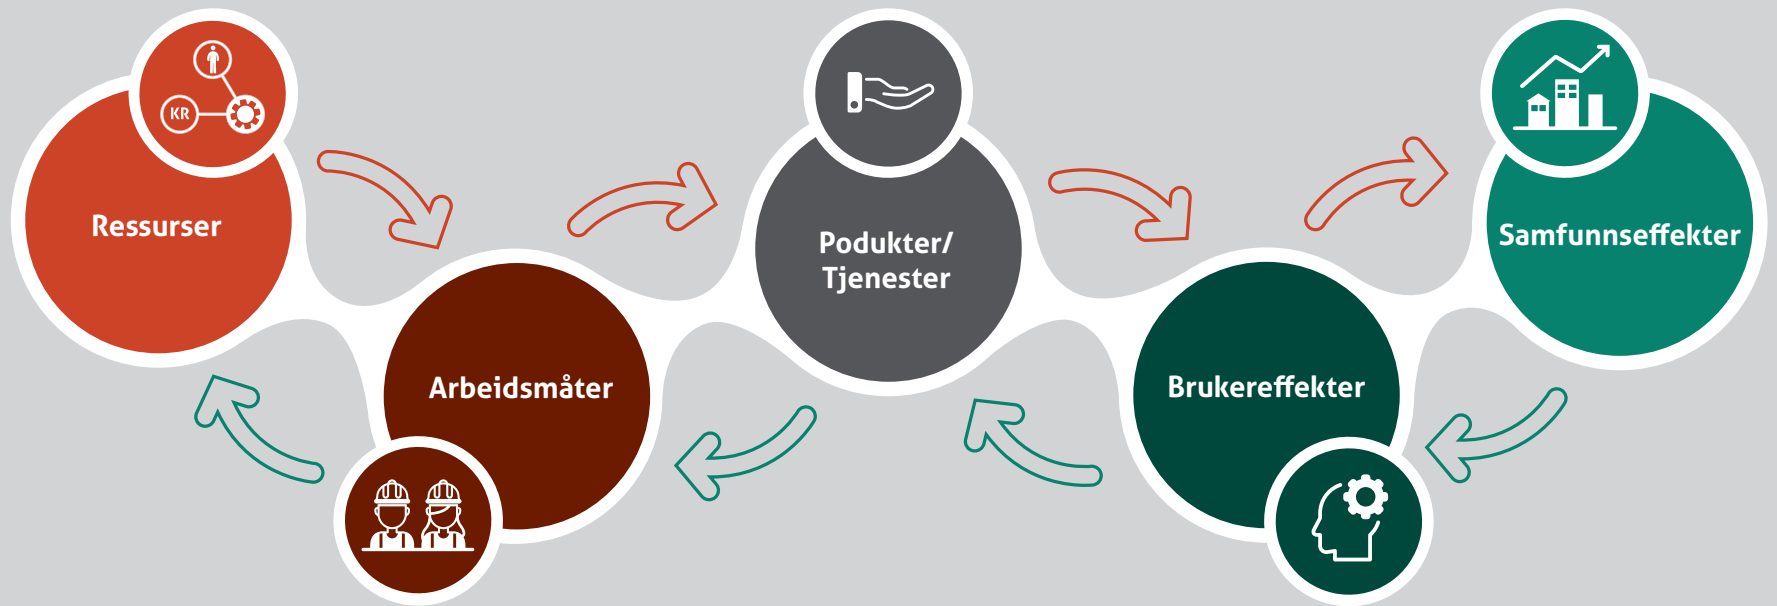 KR
Ressurser
Arbeidsmåter
Podukter/
Tjenester
Brukereffekter
Samfunnseffekter